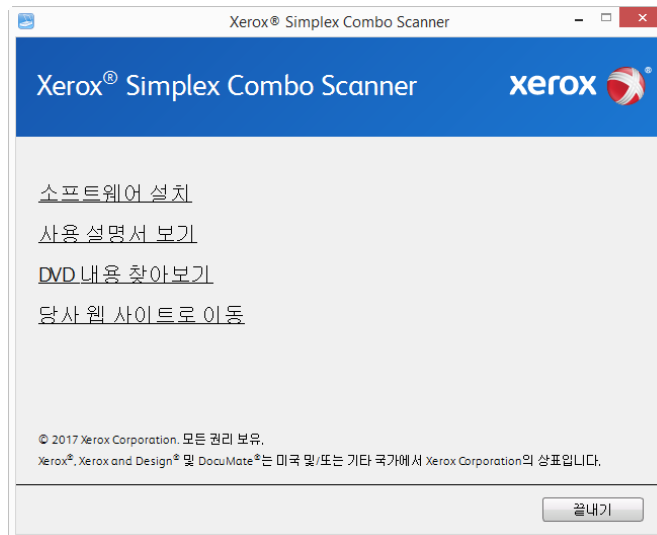 Xerox® Simplex Combo Scanner
Xerox® Simplex Combo Scanner
xerox ®
소프트웨어 설치
사용 설명서 보기
DVD 내용 찾아보기
당사 웹 사이트로 이동
© 2017 Xerox Corporation. 모든 권리 보유.
Xerox®, Xerox and Design® 및 DocuMate®는 미국 및/또는 기타 국가에서 Xerox Corporation의 상표입니다.
끝내기